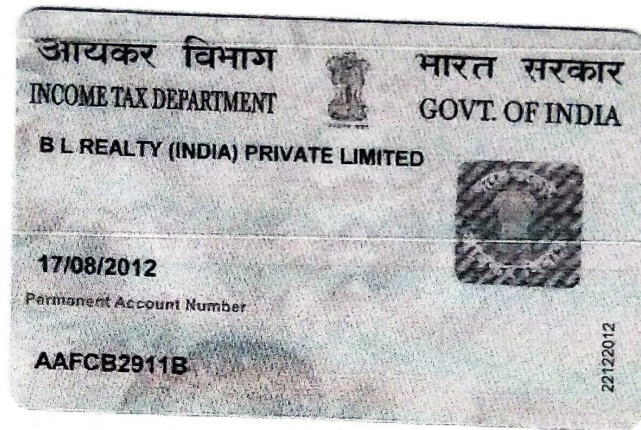 आयकर विभाग
INCOME TAX DEPARTMENT
भारत सरकार
GOVT. OF INDIA
B L REALTY (INDIA) PRIVATE LIMITED
17/08/2012
Permanent Account Number
AAFCB2911B
22122012